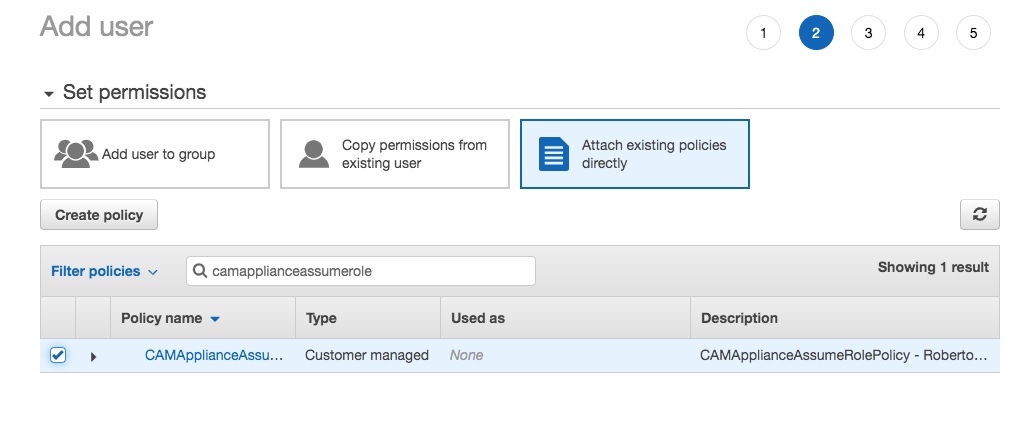 Add user
1 2 3 4 5
Set permissions
Add user to group
Copy permissions from
existing user
Attach existing policies
directly
Create policy
Filter policies
camapplianceassumerole
Showing 1 result
Policy name Type Used as Description
CAMApplianceAssu... Customer managed None CAMApplianceAssumeRolePolicy - Roberto...